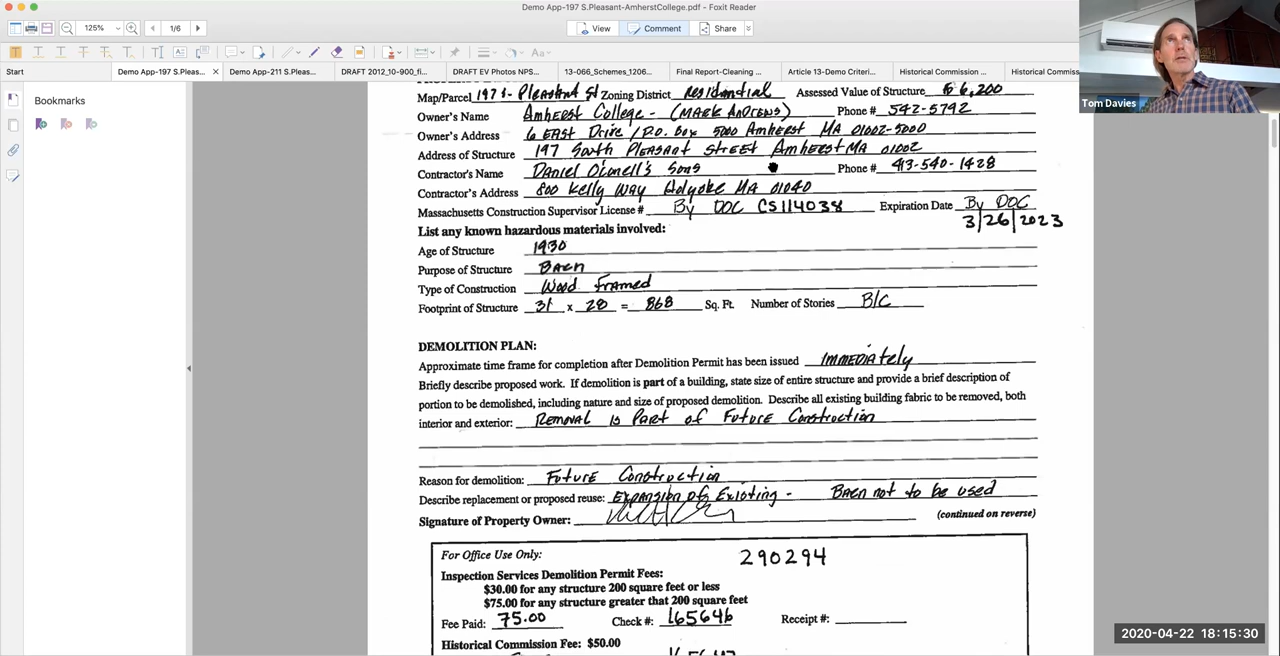 Demo App-197 S.Pleasant-AmherstCollege.pdf - Foxit Reader
125% 1/6 View Comment Share
Start Demo App-197 S.Pleas... × Demo App-211 S.Pleas... DRAFT 2012_10-900_fi... DRAFT EV Photos NPS... 13-066_Schemes_1206... Final Report-Cleaning ... Article 13-Demo Criteri... Historical Commission ... Historical Commiss...
Bookmarks
Tom Davies
Map/Parcel 197 S- Pleasant St Zoning District Residential Assessed Value of Structure $ 6,200
Owner's Name Amherst College - (MARK ANDREWS) Phone # 542-5792
Owner's Address 6 EAST Drive / P.O. Box 5000 Amherst MA 01002-5000
Address of Structure 197 South Pleasant Street Amherst MA 01002
Contractor's Name Daniel O'Connell's Sons Phone # 413-540-1428
Contractor's Address 800 Kelly Way Holyoke MA 01040
Massachusetts Construction Supervisor License # By DOC CS114038 Expiration Date By DOC
3/26/2023
List any known hazardous materials involved:
Age of Structure 1930
Purpose of Structure BARN
Type of Construction Wood Framed
Footprint of Structure 31 x 28 = 868 Sq. Ft. Number of Stories
DEMOLITION PLAN:
Approximate time frame for completion after Demolition Permit has been issued IMMEDIATELY
Briefly describe proposed work. If demolition is part of a building, state size of entire structure and provide a brief description of
portion to be demolished, including nature and size of proposed demolition. Describe all existing building fabric to be removed, both
interior and exterior: Removal is Part of Future Construction
Reason for demolition: Future Construction
Describe replacement or proposed reuse: Expansion of Existing - Barn not to be used
Signature of Property Owner: (continued on reverse)
For Office Use Only: 290294
Inspection Services Demolition Permit Fees:
$30.00 for any structure 200 square feet or less
$75.00 for any structure greater that 200 square feet
Fee Paid: 75.00 Check #: 165646 Receipt #:
Historical Commission Fee: $50.00
2020-04-22 18:15:30